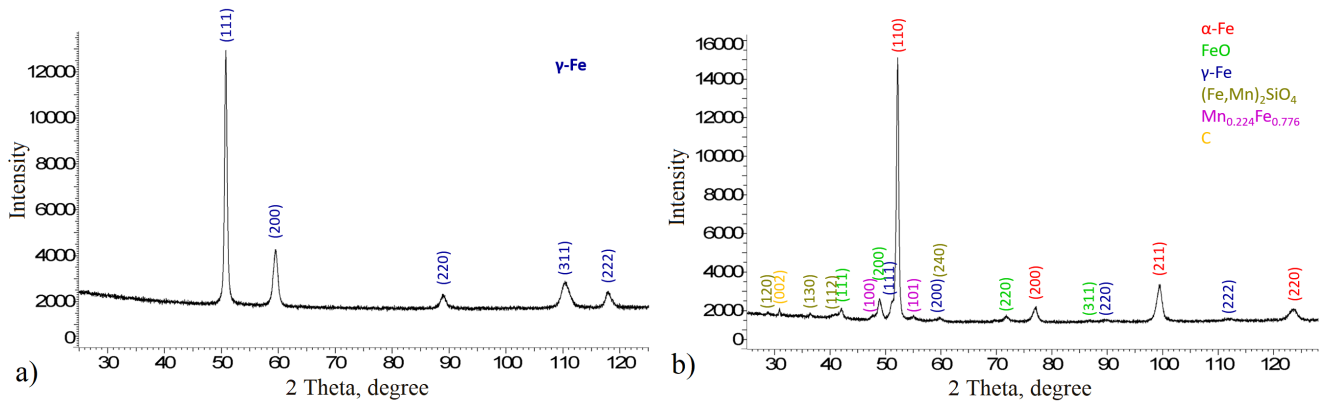 (111)
γ-Fe
(200)
(220)
(311)
(222)
12000
10000
8000
6000
4000
2000
0
Intensity
30 40 50 60 70 80 90 100 110 120
2 Theta, degree
a)
(110)
α-Fe
FeO
γ-Fe
(Fe,Mn)₂SiO₄
Mn₀.₂₂₄Fe₀.₇₇₆
C
16000
14000
12000
10000
8000
6000
4000
2000
0
Intensity
(120)
(002)
(130)
(112)
(111)
(100)
(200)
(111)
(101)
(200)
(240)
(220)
(200)
(311)
(220)
(211)
(222)
(220)
30 40 50 60 70 80 90 100 110 120
2 Theta, degree
b)